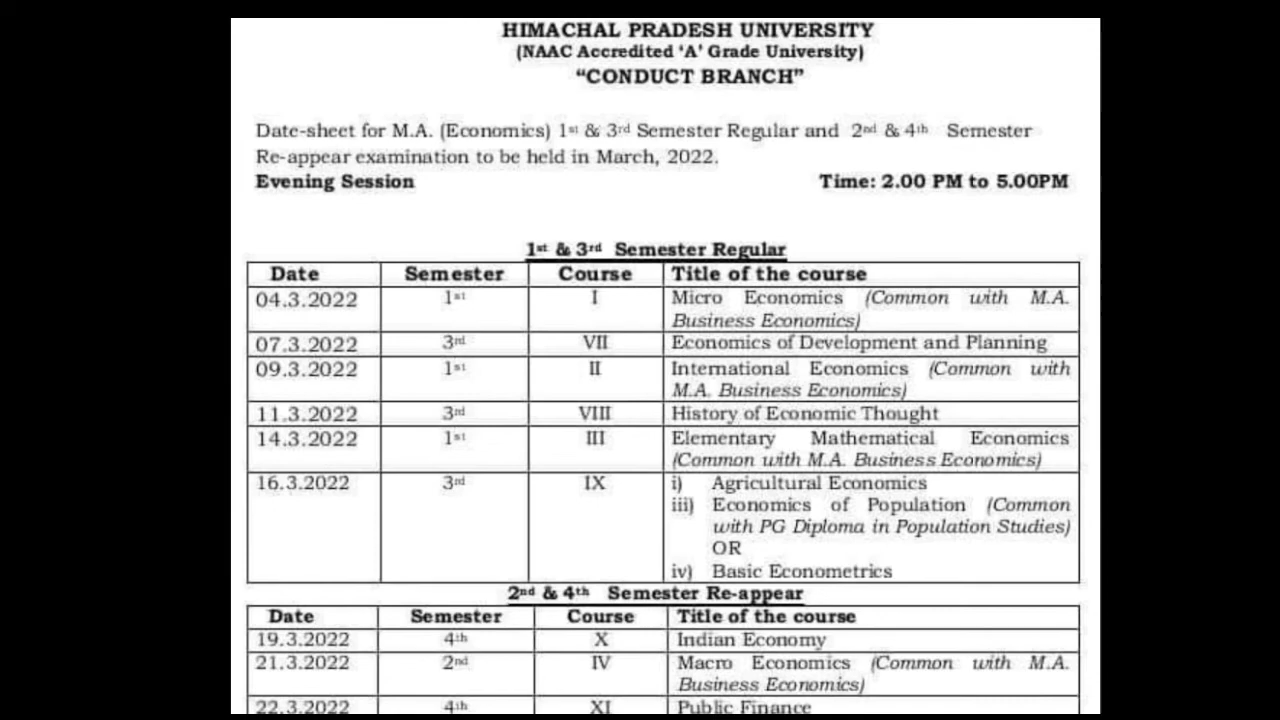 HIMACHAL PRADESH UNIVERSITY
(NAAC Accredited ‘A’ Grade University)
“CONDUCT BRANCH”
Date-sheet for M.A. (Economics) 1st & 3rd Semester Regular and 2nd & 4th Semester
Re-appear examination to be held in March, 2022.
Evening Session Time: 2.00 PM to 5.00PM
1st & 3rd Semester Regular
Date Semester Course Title of the course
04.3.2022 1st I Micro Economics (Common with M.A.
Business Economics)
07.3.2022 3rd VII Economics of Development and Planning
09.3.2022 1st II International Economics (Common with
M.A. Business Economics)
11.3.2022 3rd VIII History of Economic Thought
14.3.2022 1st III Elementary Mathematical Economics
(Common with M.A. Business Economics)
16.3.2022 3rd IX i) Agricultural Economics
iii) Economics of Population (Common
with PG Diploma in Population Studies)
OR
iv) Basic Econometrics
2nd & 4th Semester Re-appear
Date Semester Course Title of the course
19.3.2022 4th X Indian Economy
21.3.2022 2nd IV Macro Economics (Common with M.A.
Business Economics)
22.3.2022 4th XI Public Finance